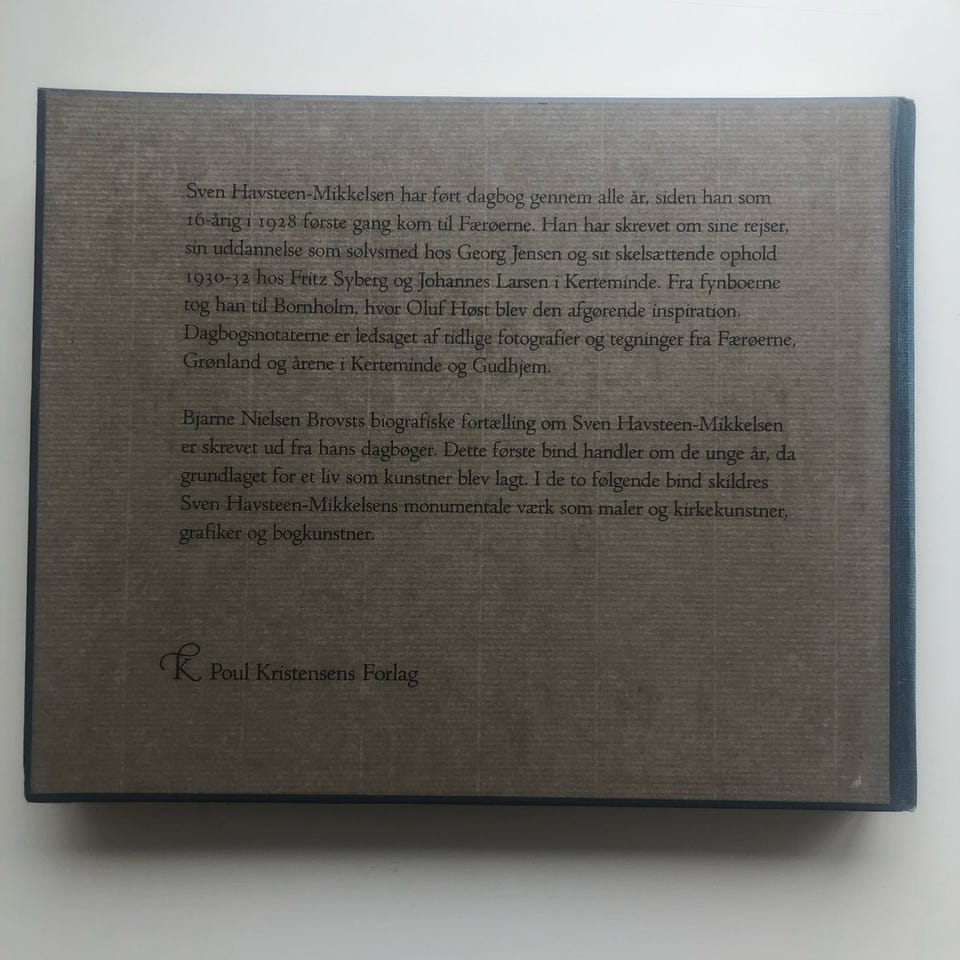 Sven Havsteen-Mikkelsen har ført dagbog gennem alle år, siden han som
16-årig i 1928 første gang kom til Færøerne. Han har skrevet om sine rejser,
sin uddannelse som sølvsmed hos Georg Jensen og sit skelsættende ophold
1930-32 hos Fritz Syberg og Johannes Larsen i Kerteminde. Fra fynboerne
tog han til Bornholm, hvor Oluf Høst blev den afgørende inspiration.
Dagbogsnotaterne er ledsaget af tidlige fotografier og tegninger fra Færøerne,
Grønland og årene i Kerteminde og Gudhjem.
Bjarne Nielsen Brovsts biografiske fortælling om Sven Havsteen-Mikkelsen
er skrevet ud fra hans dagbøger. Dette første bind handler om de unge år, da
grundlaget for et liv som kunstner blev lagt. I de to følgende bind skildres
Sven Havsteen-Mikkelsens monumentale værk som maler og kirkekunstner,
grafiker og bogkunstner.
K Poul Kristensens Forlag